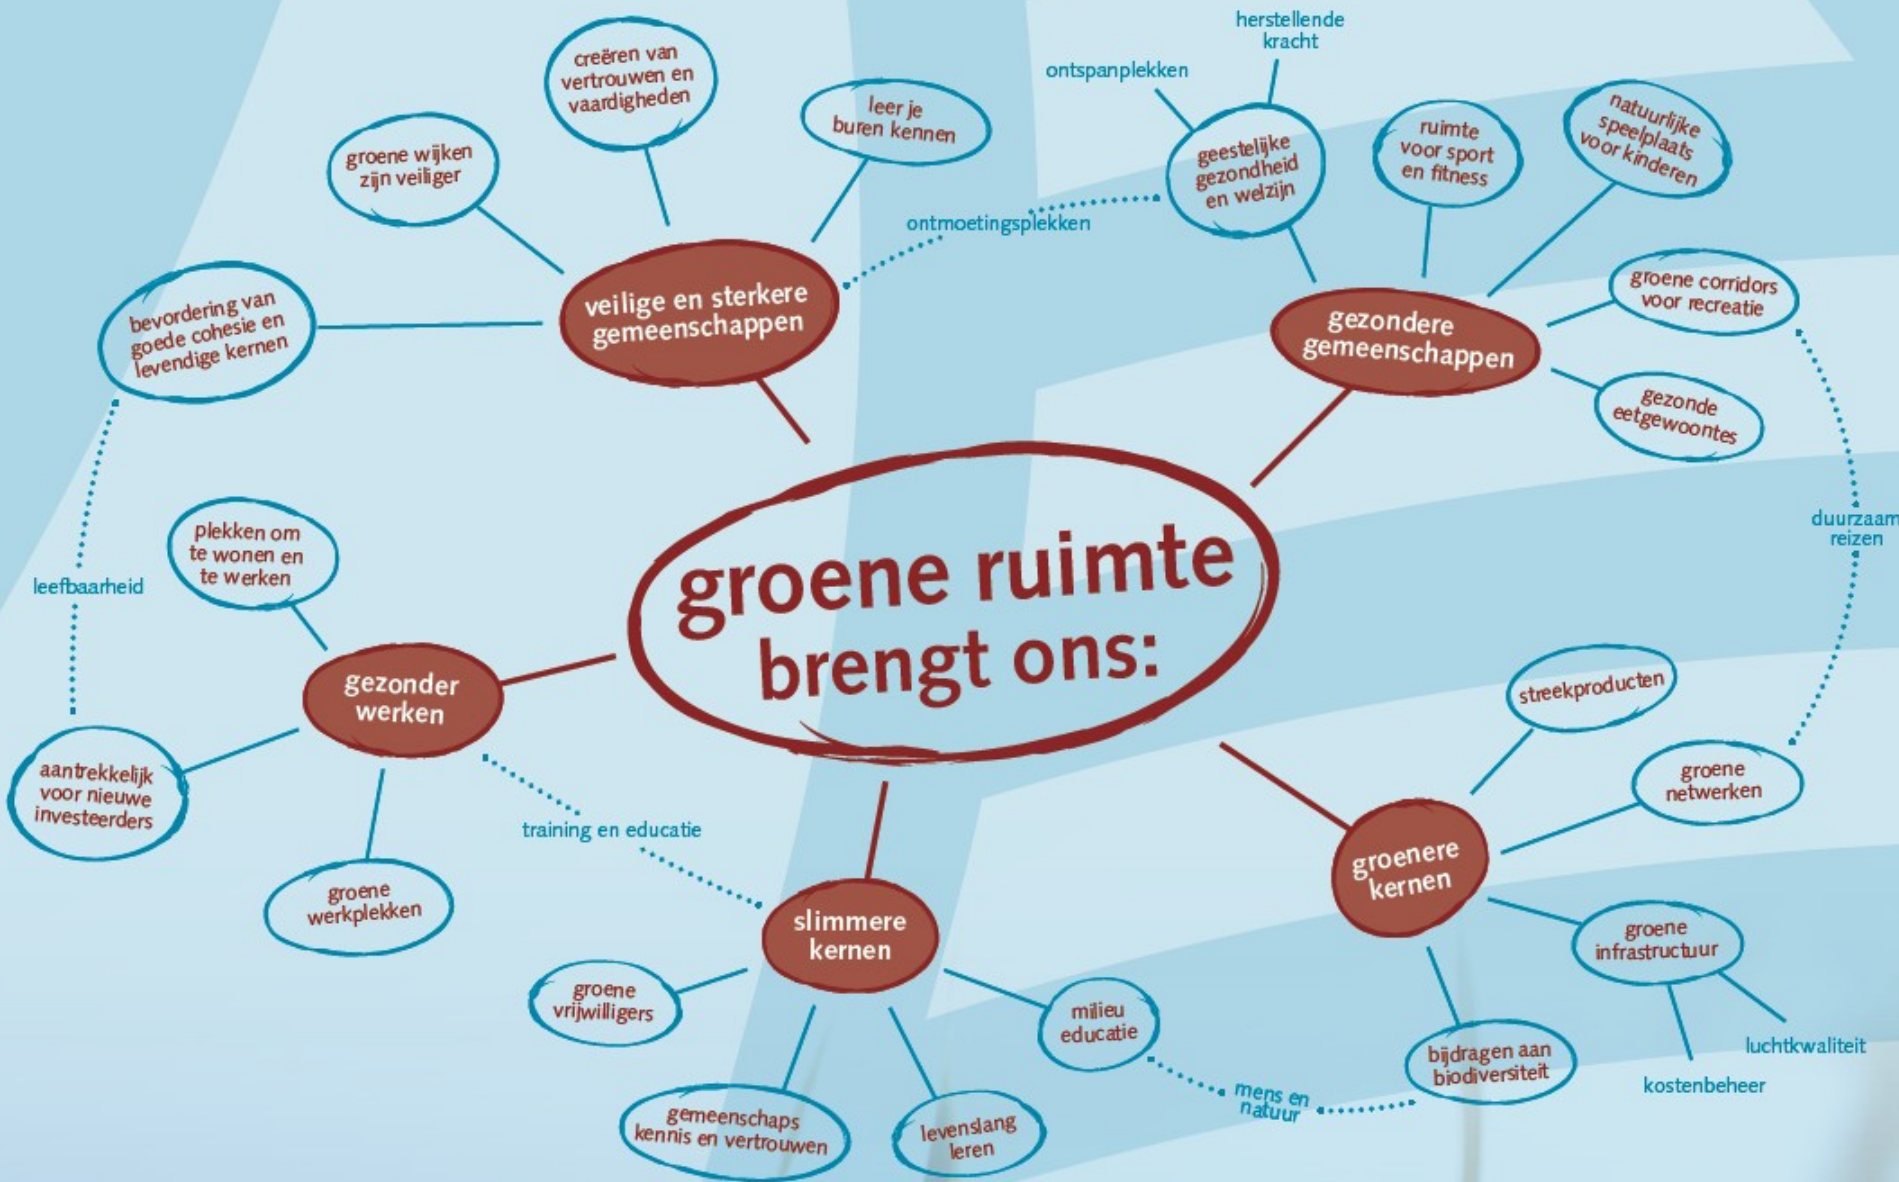 herstellende
kracht
ontspanplekken
creëren van
vertrouwen en
vaardigheden
leer je
buren kennen
groene wijken
zijn veiliger
geestelijke
gezondheid
en welzijn
ruimte
voor sport
en fitness
natuurlijke
speelplaats
voor kinderen
ontmoetingsplekken
bevordering van
goede cohesie en
levendige kernen
veilige en sterkere
gemeenschappen
gezondere
gemeenschappen
groene corridors
voor recreatie
gezonde
eetgewoontes
duurzaam
reizen
groene ruimte
brengt ons:
plekken om
te wonen en
te werken
leefbaarheid
gezonder
werken
aantrekkelijk
voor nieuwe
investeerders
groene
werkplekken
training en educatie
streekproducten
groene
netwerken
groenere
kernen
groene
infrastructuur
luchtkwaliteit
kostenbeheer
bijdragen aan
biodiversiteit
mens en
natuur
slimmere
kernen
groene
vrijwilligers
milieu
educatie
gemeenschaps
kennis en vertrouwen
levenslang
leren